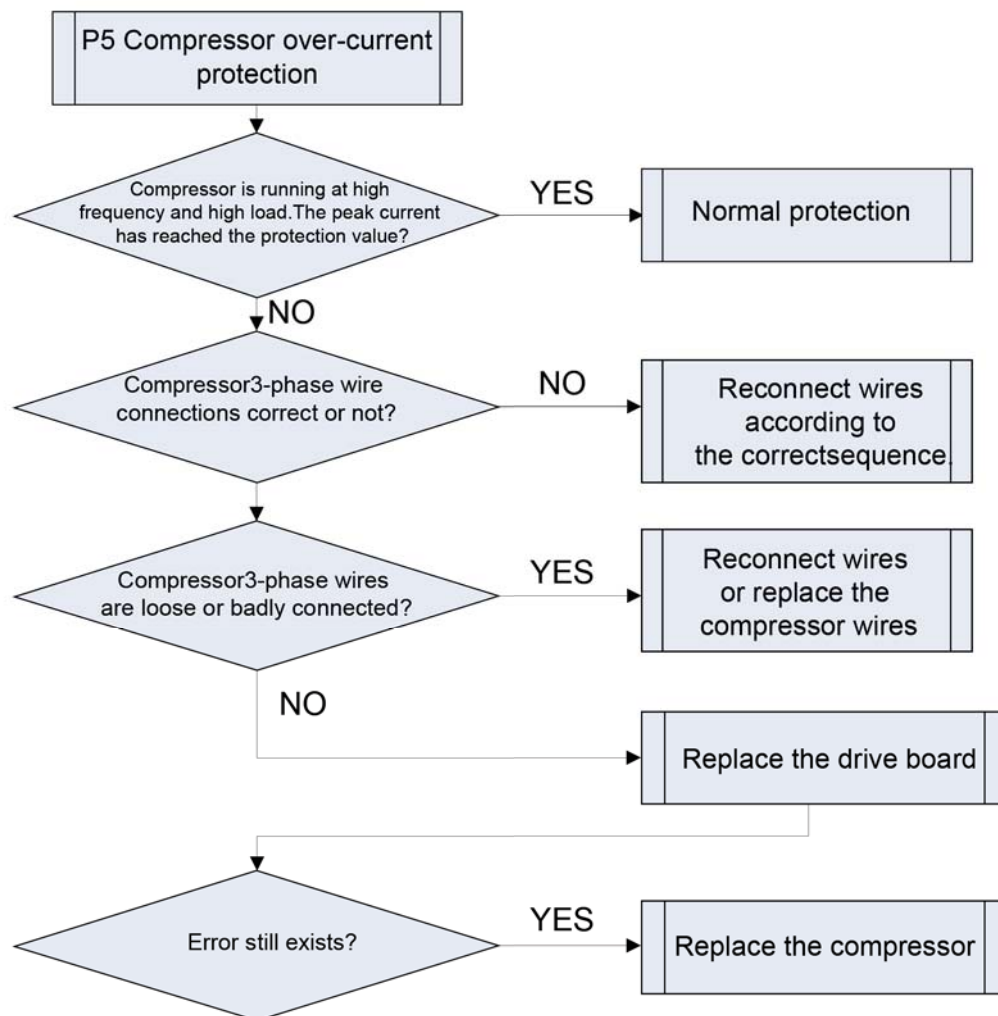 P5 Compressor over-current
protection
Compressor is running at high
frequency and high load.The peak current
has reached the protection value?
YES
Normal protection
NO
Compressor3-phase wire
connections correct or not?
NO
Reconnect wires
according to
the correctsequence.
Compressor3-phase wires
are loose or badly connected?
YES
Reconnect wires
or replace the
compressor wires
NO
Replace the drive board
Error still exists?
YES
Replace the compressor